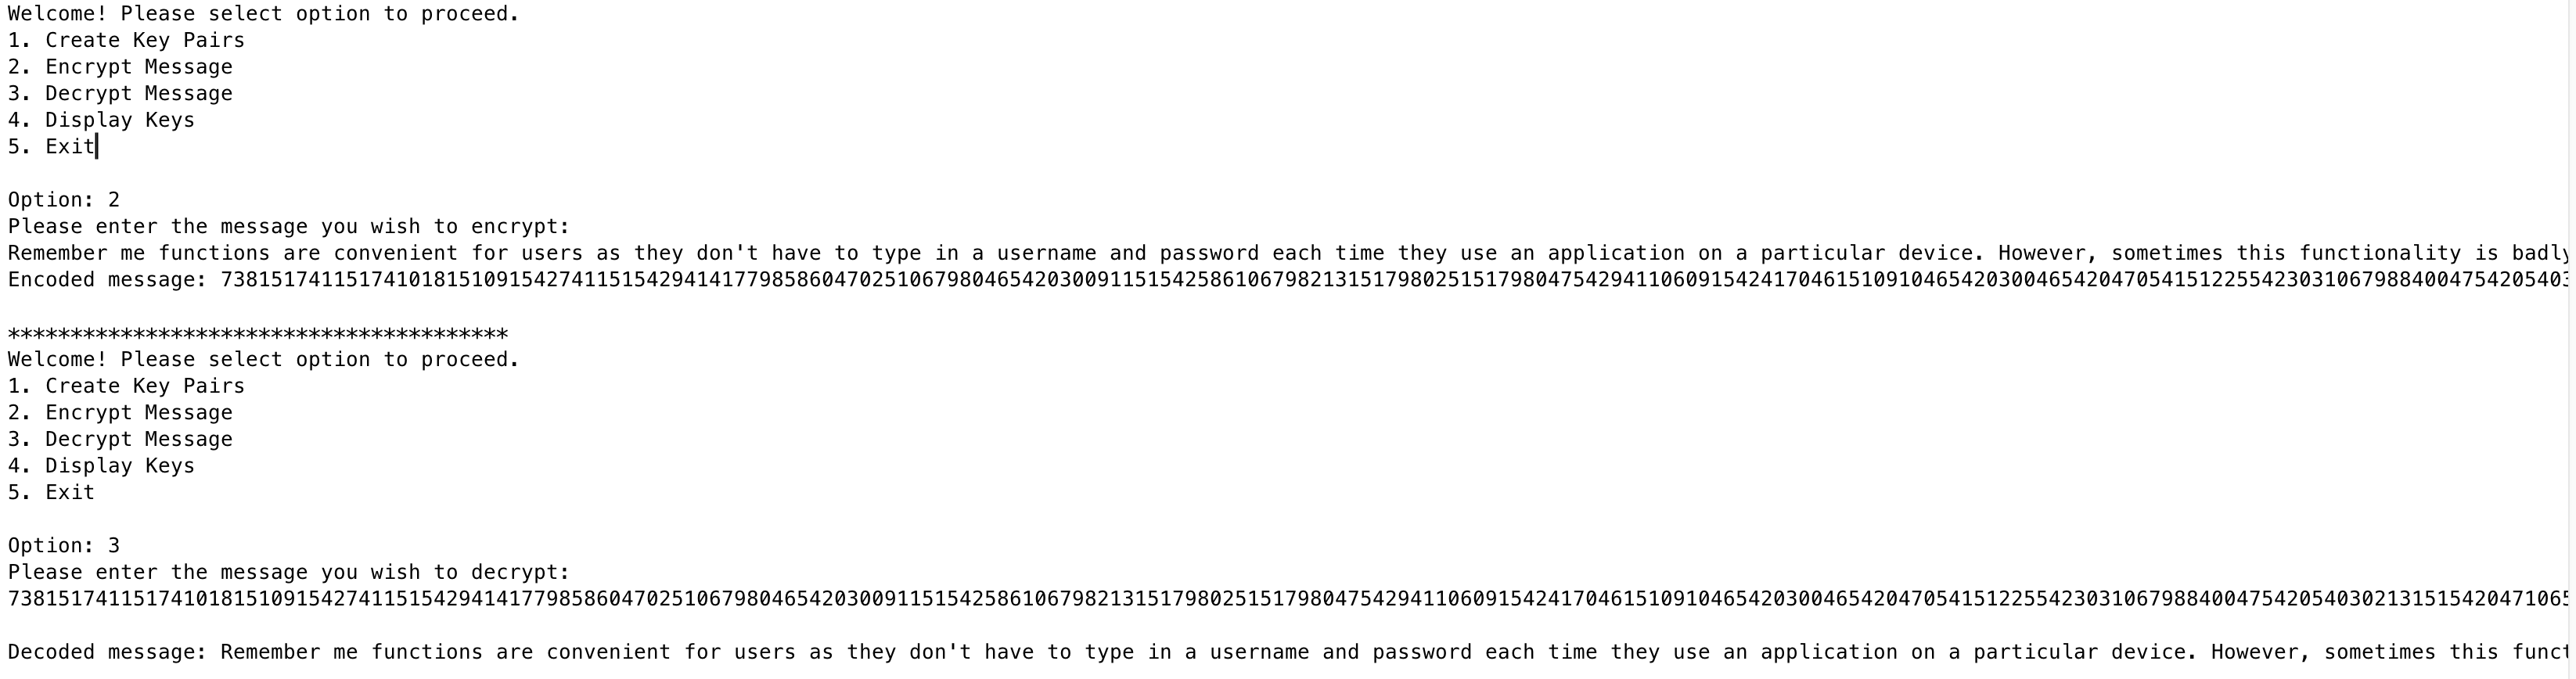 Welcome! Please select option to proceed.
1. Create Key Pairs
2. Encrypt Message
3. Decrypt Message
4. Display Keys
5. Exit
Option: 2
Please enter the message you wish to encrypt:
Remember me functions are convenient for users as they don't have to type in a username and password each time they use an application on a particular device. However, sometimes this functionality is badly
Encoded message: 73815174115174101815109154274115154294141779858604702510679804654203009115154258610679821315179802515179804754294110609154241704615109104654203004654204705415122554230310679884004754205403
****************************************
Welcome! Please select option to proceed.
1. Create Key Pairs
2. Encrypt Message
3. Decrypt Message
4. Display Keys
5. Exit
Option: 3
Please enter the message you wish to decrypt:
7381517411517410181510915427411515429414177985860470251067980465420300911515425861067982131517980251517980475429411060915424170461510910465420300465420470541512255423031067988400475420540302131515420471065
Decoded message: Remember me functions are convenient for users as they don't have to type in a username and password each time they use an application on a particular device. However, sometimes this funct